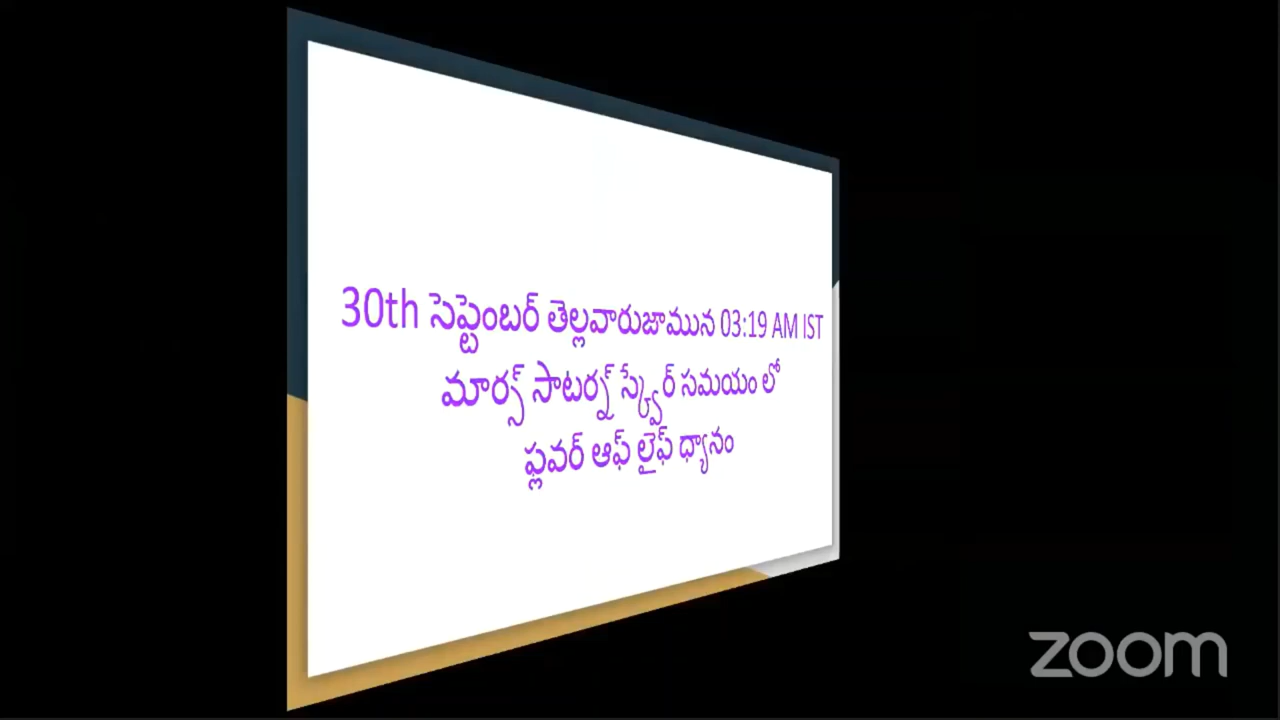 30th సెప్టెంబర్ తెల్లవారుజామున 03:19 AM IST
మార్స్ సాటర్న్ స్క్వేర్ సమయం లో
ఫ్లవర్ ఆఫ్ లైఫ్ ధ్యానం
zoom